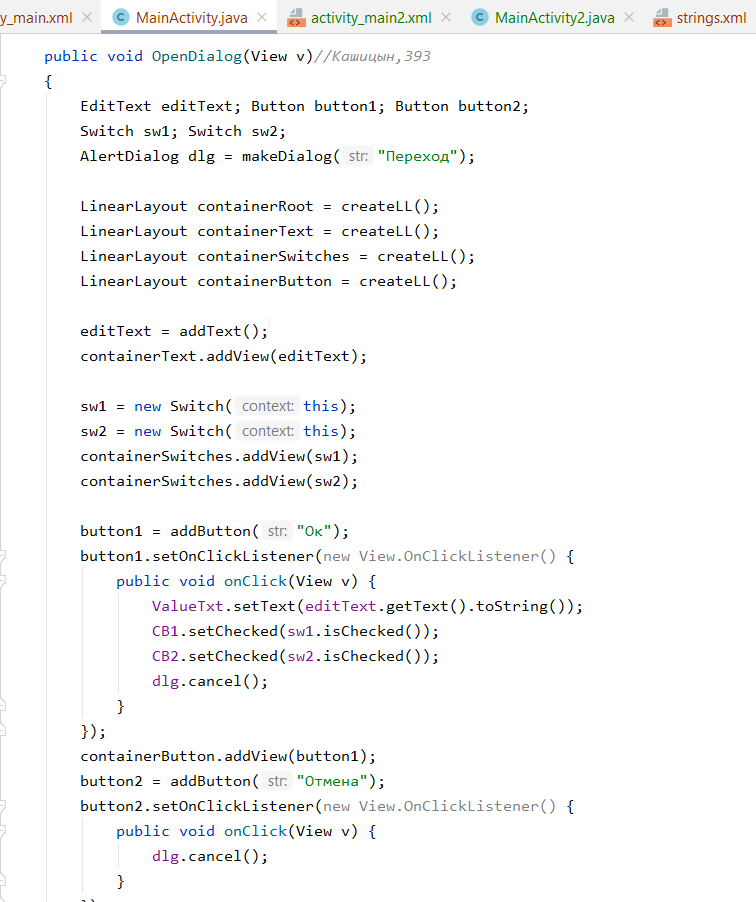 y_main.xml MainActivity.java activity_main2.xml MainActivity2.java strings.xml
public void OpenDialog(View v)//Кашицын,393
{
EditText editText; Button button1; Button button2;
Switch sw1; Switch sw2;
AlertDialog dlg = makeDialog( str: "Переход");
LinearLayout containerRoot = createLL();
LinearLayout containerText = createLL();
LinearLayout containerSwitches = createLL();
LinearLayout containerButton = createLL();
editText = addText();
containerText.addView(editText);
sw1 = new Switch( context: this);
sw2 = new Switch( context: this);
containerSwitches.addView(sw1);
containerSwitches.addView(sw2);
button1 = addButton( str: "Ок");
button1.setOnClickListener(new View.OnClickListener() {
public void onClick(View v) {
ValueTxt.setText(editText.getText().toString());
CB1.setChecked(sw1.isChecked());
CB2.setChecked(sw2.isChecked());
dlg.cancel();
}
});
containerButton.addView(button1);
button2 = addButton( str: "Отмена");
button2.setOnClickListener(new View.OnClickListener() {
public void onClick(View v) {
dlg.cancel();
}